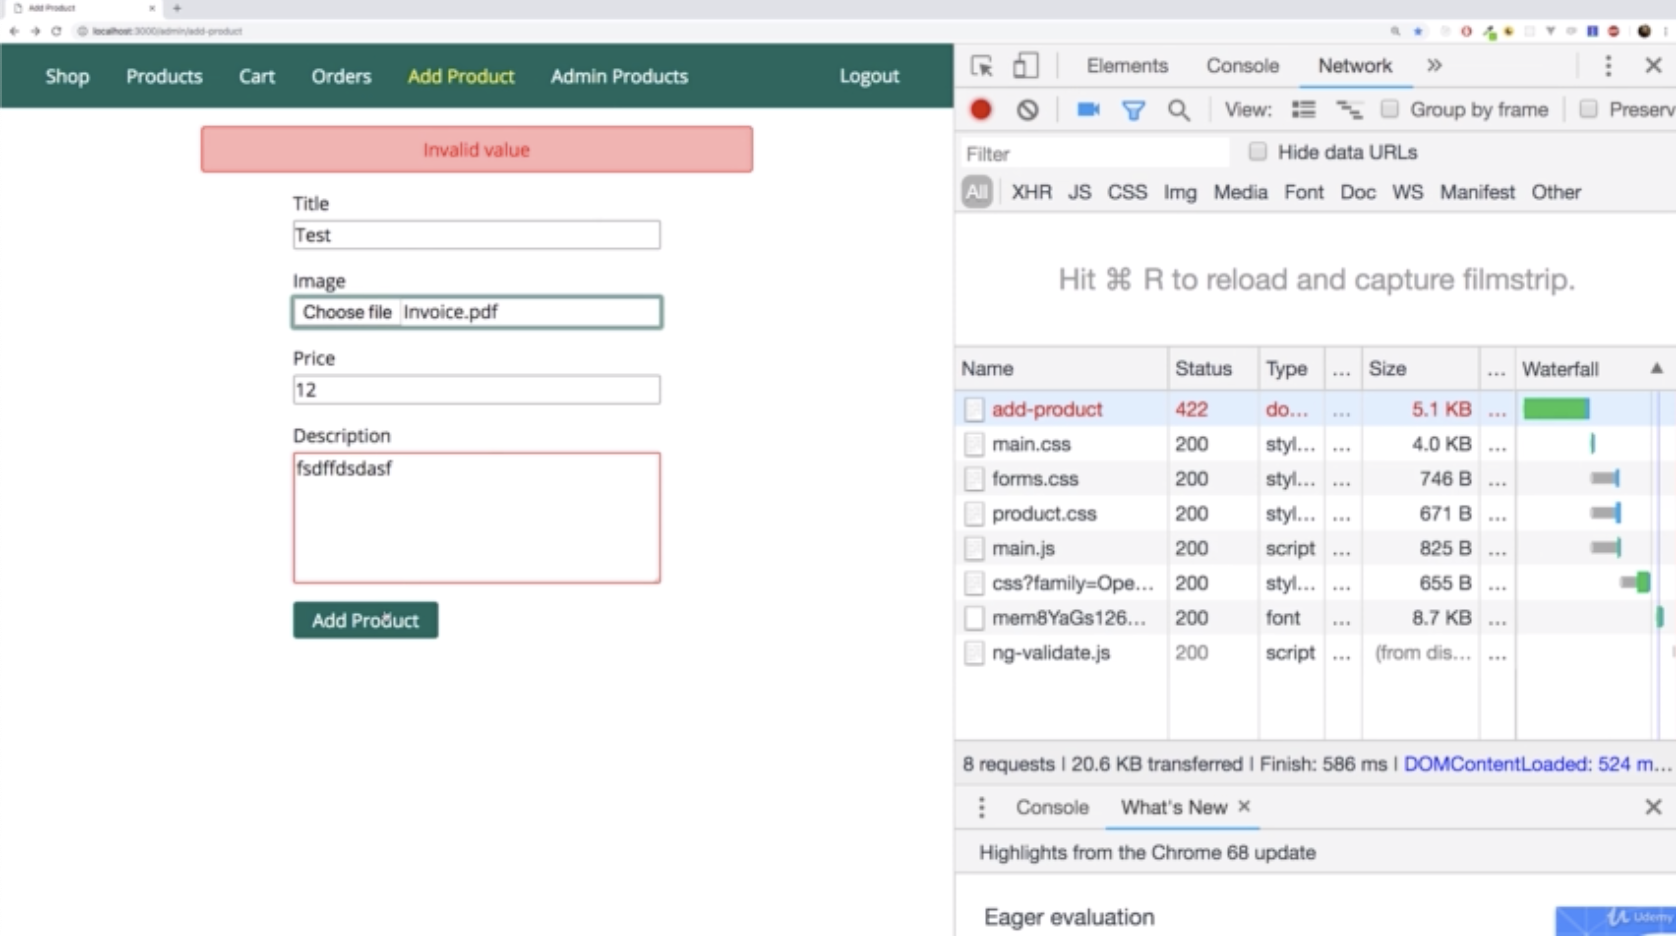 Add Product
localhost:3000/admin/add-product
Shop Products Cart Orders Add Product Admin Products Logout
Invalid value
Title
Test
Image
Choose file Invoice.pdf
Price
12
Description
fsdffdsdasf
Add Product
Elements Console Network »
View: Group by frame Preserv
Filter Hide data URLs
All XHR JS CSS Img Media Font Doc WS Manifest Other
Hit ⌘ R to reload and capture filmstrip.
Name Status Type ... Size ... Waterfall
add-product 422 do... ... 5.1 KB ...
main.css 200 styl... ... 4.0 KB ...
forms.css 200 styl... ... 746 B ...
product.css 200 styl... ... 671 B ...
main.js 200 script ... 825 B ...
css?family=Ope... 200 styl... ... 655 B ...
mem8YaGs126... 200 font ... 8.7 KB ...
ng-validate.js 200 script ... (from dis... ...
8 requests | 20.6 KB transferred | Finish: 586 ms | DOMContentLoaded: 524 m...
Console What's New ×
Highlights from the Chrome 68 update
Eager evaluation
Udemy